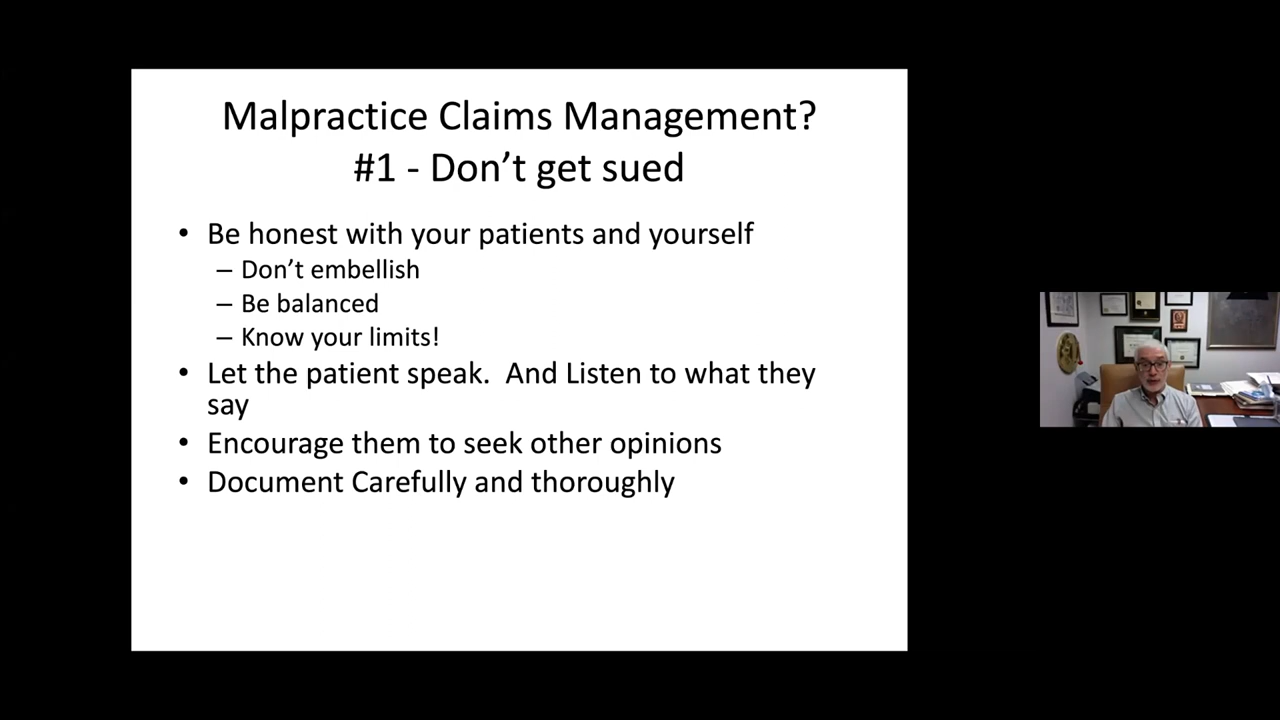 Malpractice Claims Management?
#1 - Don’t get sued
• Be honest with your patients and yourself
– Don’t embellish
– Be balanced
– Know your limits!
• Let the patient speak.  And Listen to what they
say
• Encourage them to seek other opinions
• Document Carefully and thoroughly